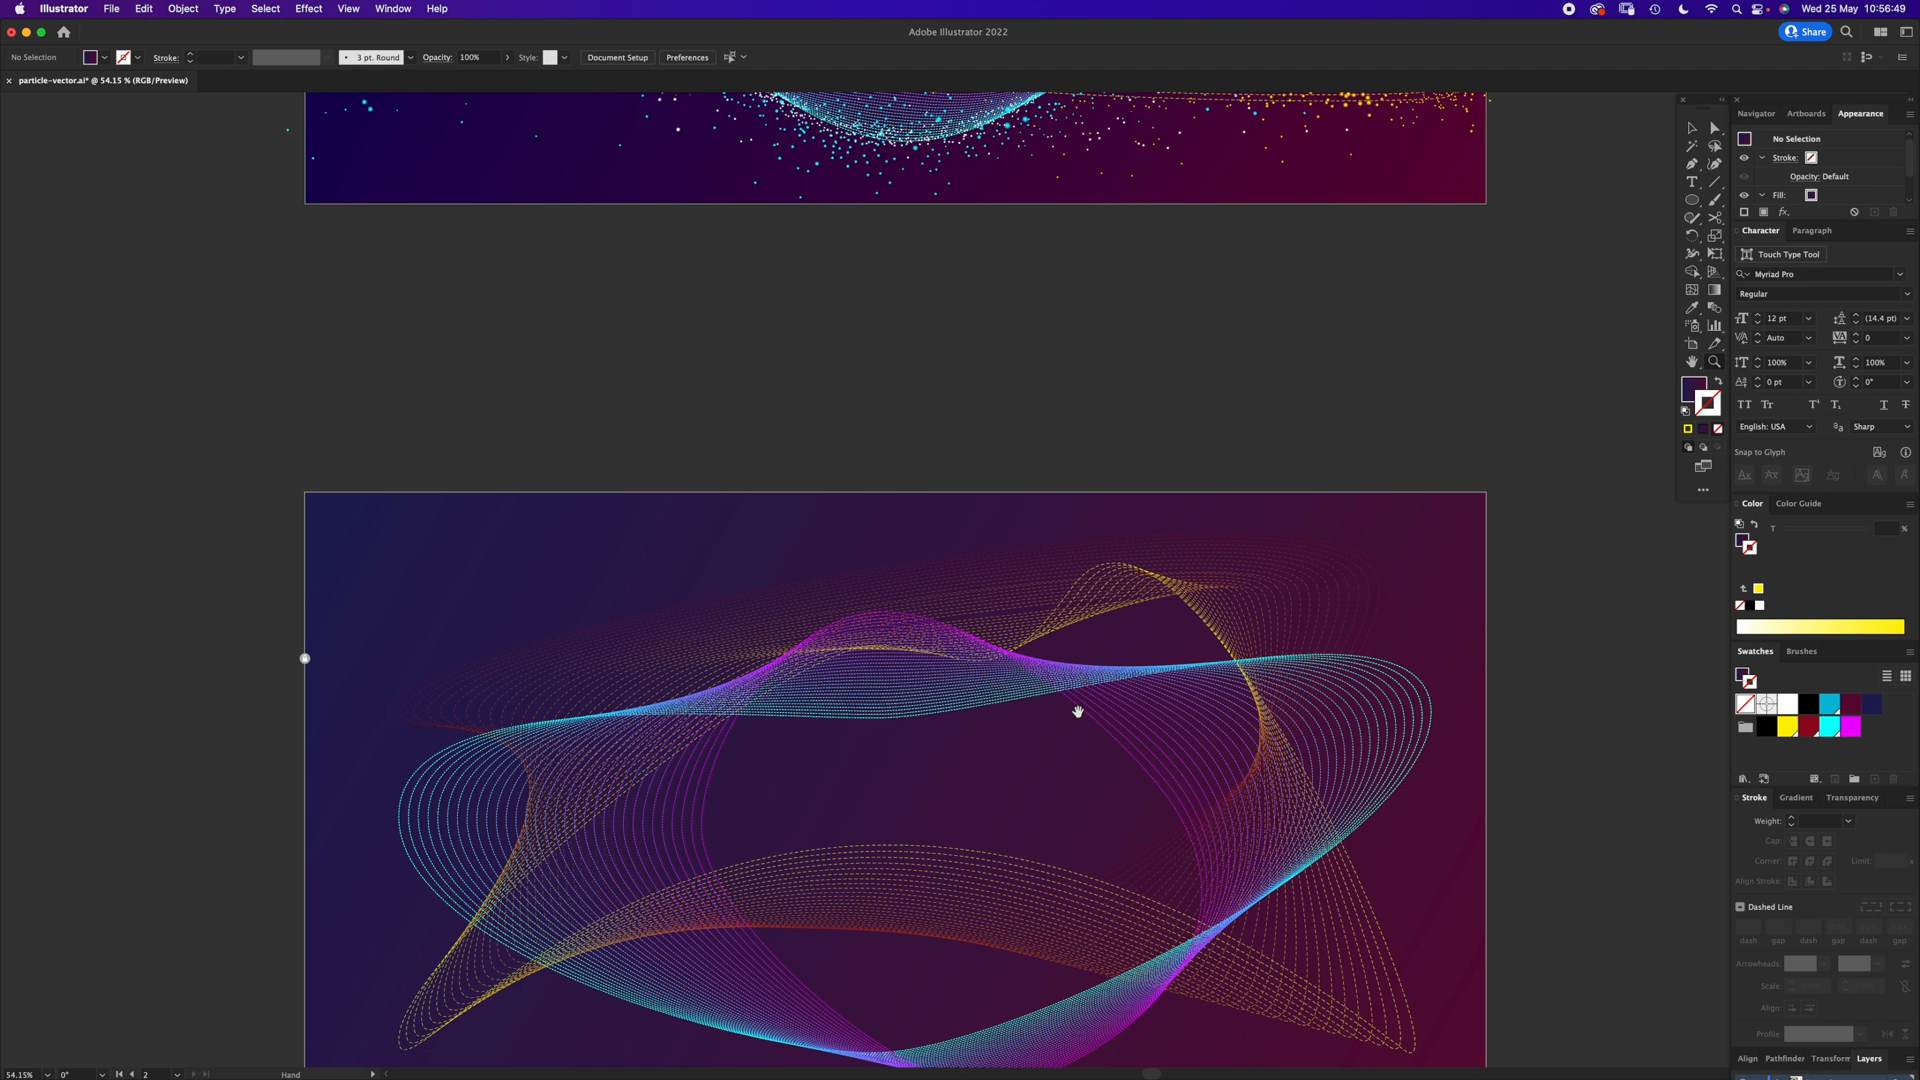 Illustrator File Edit Object Type Select Effect View Window Help
Wed 25 May 10:56:49
Adobe Illustrator 2022
Share
No Selection
Stroke:
3 pt. Round
Opacity: 100%
Style:
Document Setup
Preferences
× particle-vector.ai* @ 54.15 % (RGB/Preview)
Navigator Artboards Appearance
No Selection
Stroke:
Opacity: Default
Fill:
fx.
Character Paragraph
Touch Type Tool
Myriad Pro
Regular
12 pt (14.4 pt)
Auto 0
100% 100%
0 pt 0°
English: USA Sharp
Snap to Glyph
Color Color Guide
T %
Swatches Brushes
Stroke Gradient Transparency
Weight:
Cap:
Corner: Limit: x
Align Stroke:
Dashed Line
dash gap dash gap dash gap
Arrowheads:
Scale:
Align:
Profile:
Align Pathfinder Transform Layers
54.15% 0° 2 Hand